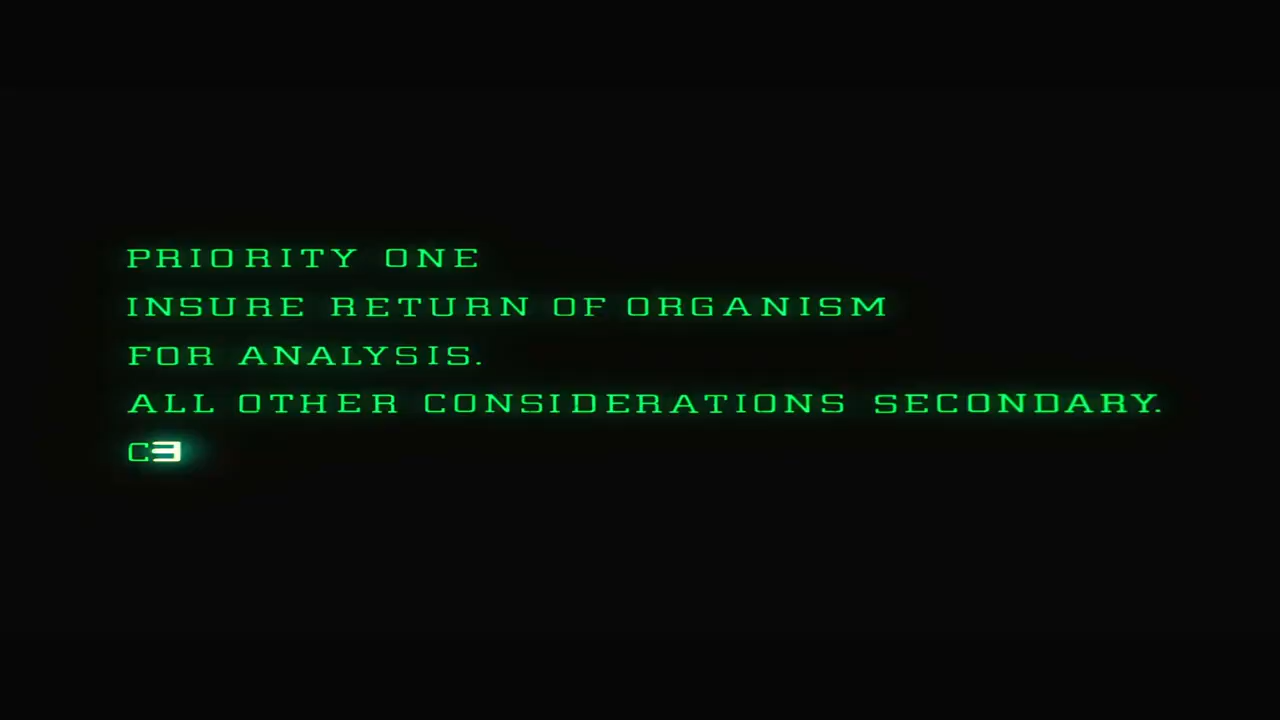 PRIORITY ONE
INSURE RETURN OF ORGANISM
FOR ANALYSIS.
ALL OTHER CONSIDERATIONS SECONDARY.
C